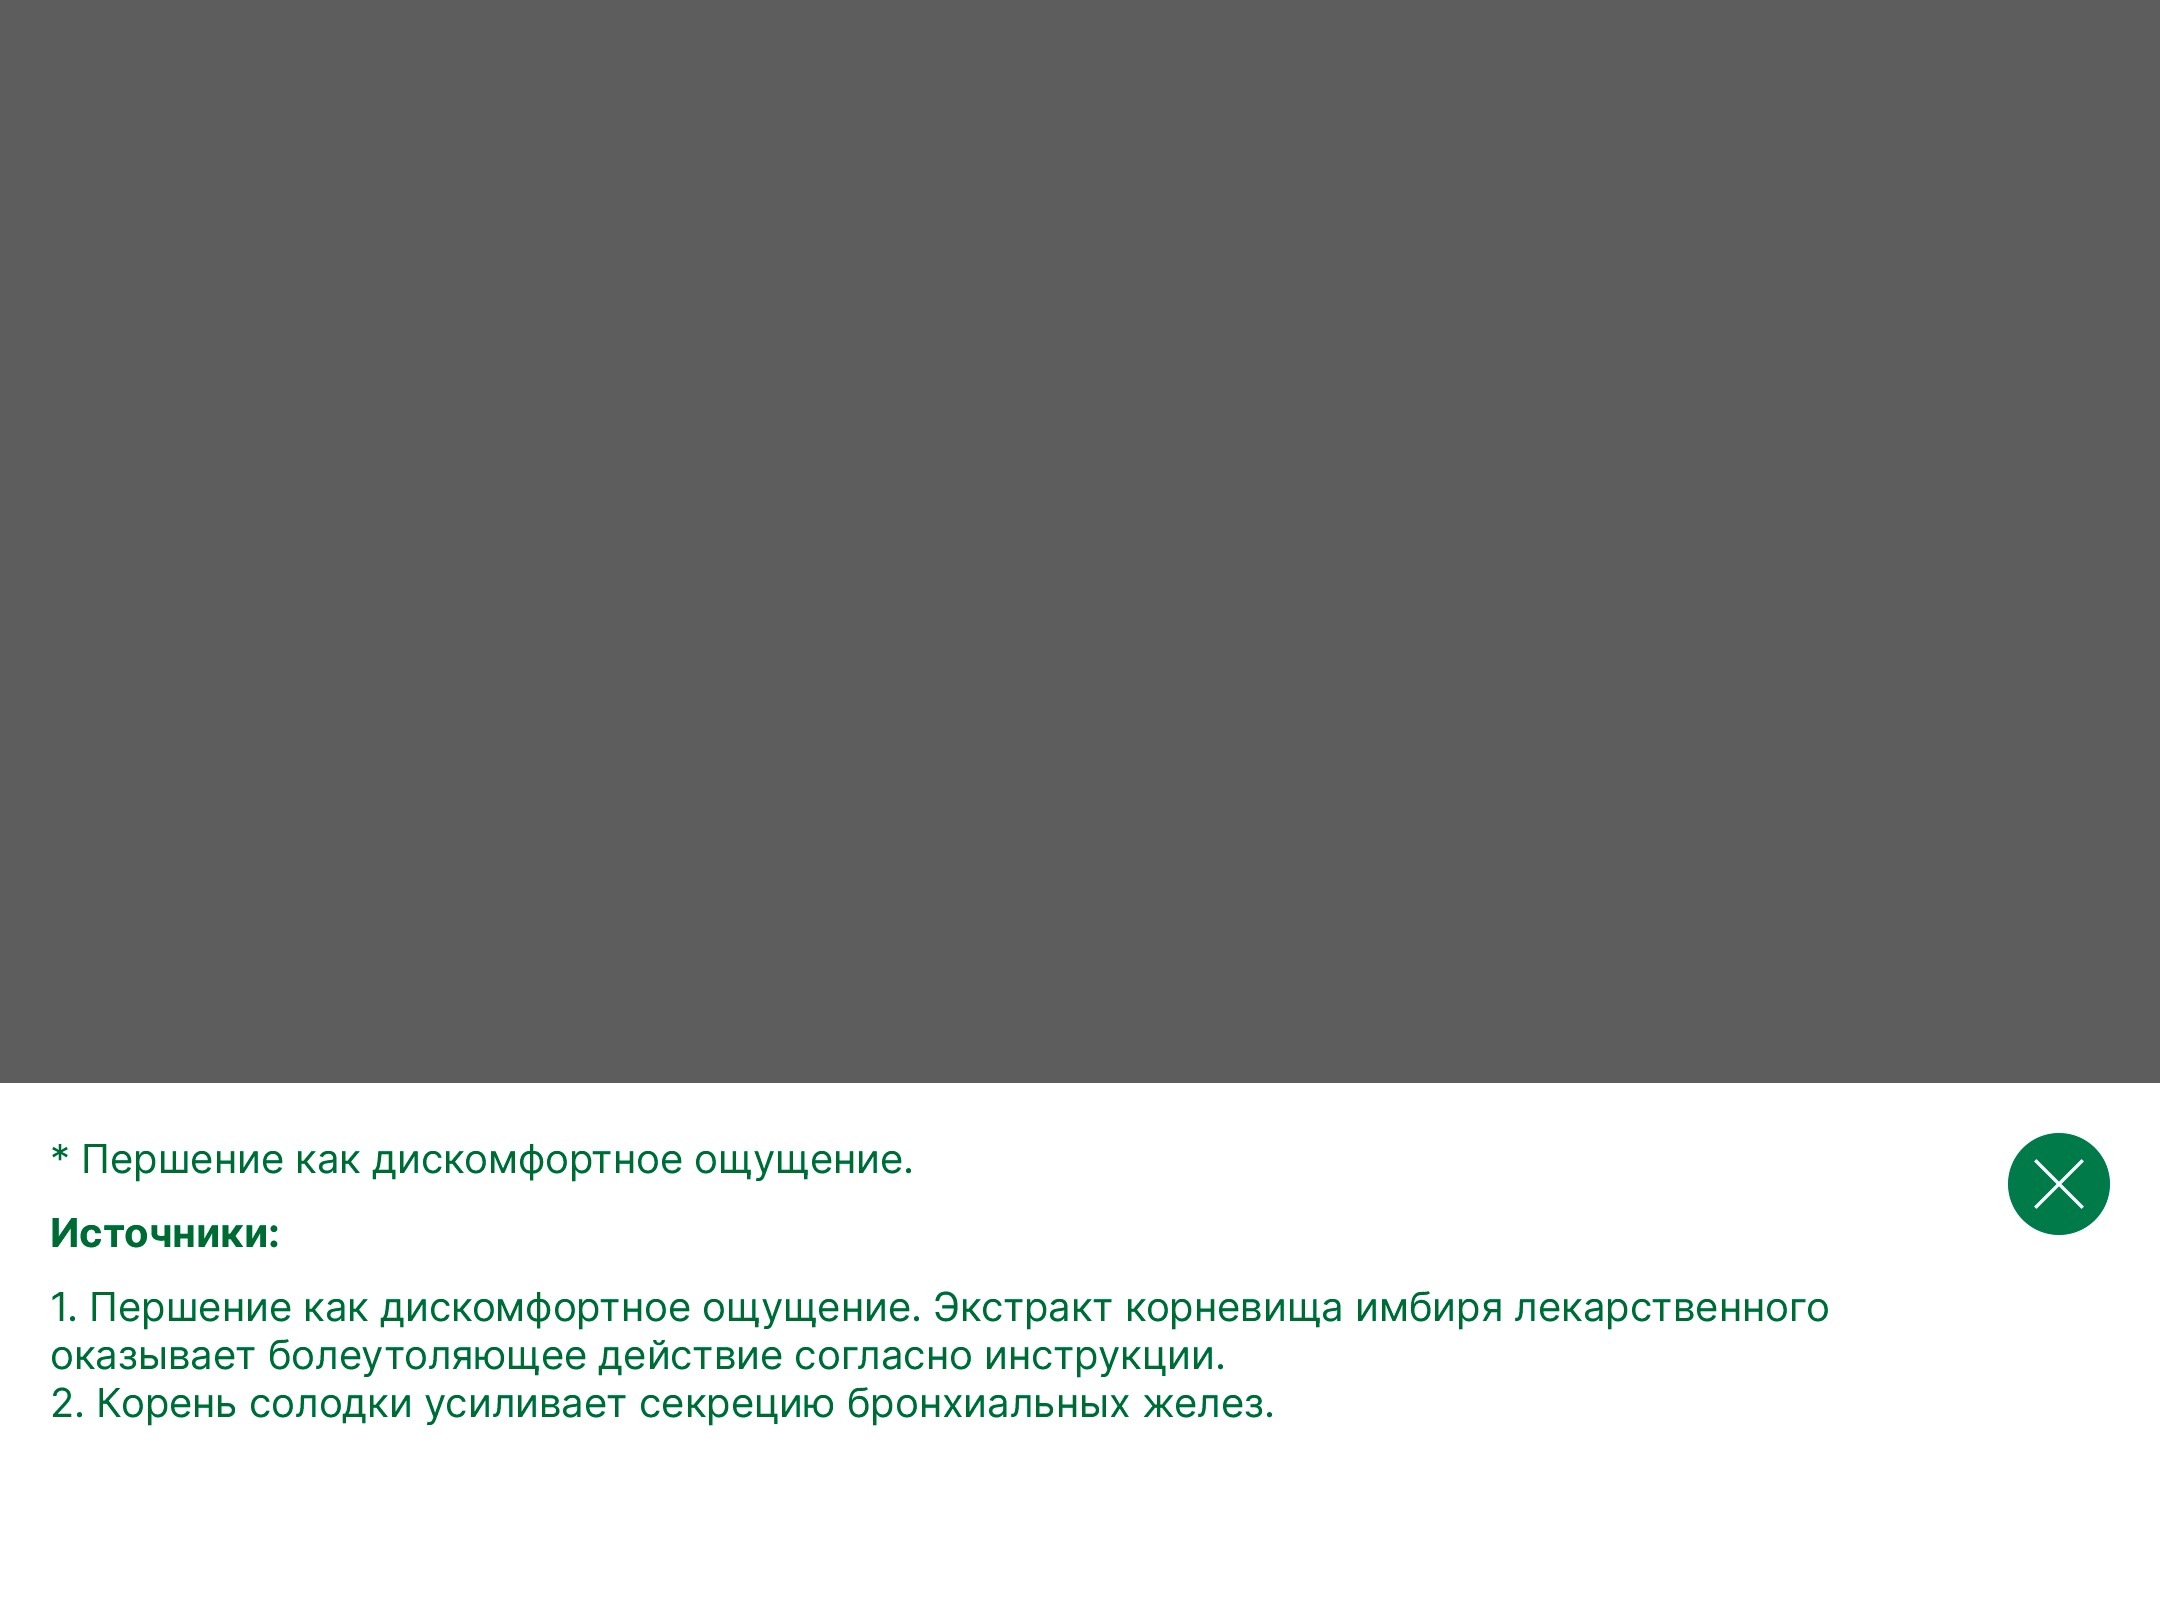 * Першение как дискомфортное ощущение.
Источники:
1. Першение как дискомфортное ощущение. Экстракт корневища имбиря лекарственного
оказывает болеутоляющее действие согласно инструкции.
2. Корень солодки усиливает секрецию бронхиальных желез.